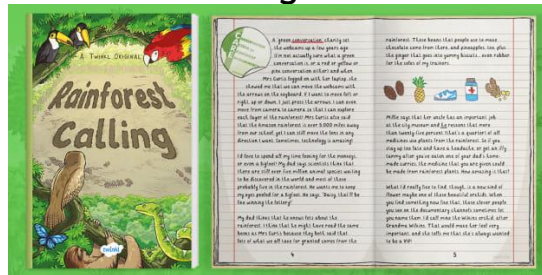 A TWINKL ORIGINAL
Rainforest
Calling
twinkl
A 'green conversation' charity set
the webcams up a few years ago.
I'm not actually sure what a green
conversation is, or a red or yellow or
pink conversation either! and when
Mrs Curtis logged on with her laptop, she
showed me that we can move the webcams with
the arrows on the keyboard. If I want to move left or
right, up or down, I just press the arrows. I can even
move from camera to camera so that I can explore
each layer of the rainforest! Mrs Curtis also said
that the Amazon rainforest is over 5,000 miles away
from our school, yet I can still move the lens in any
direction I want. Sometimes, technology is amazing!
I'd love to spend all my time looking for the monkeys,
or even a bigfoot! My dad says scientists think that
there are still over five million animal species waiting
to be discovered in the world and most of these
probably live in the rainforest. He wants me to keep
my eyes peeled for a bigfoot. He says, 'Daisy, that'll be
like winning the lottery!'
My dad thinks that he knows lots about the
rainforest. I think that he might have read the same
books as Mrs Curtis because they both said that
lots of what we all take for granted comes from the
4
rainforest. Those beans that people use to make
chocolate come from there, and pineapples too, plus
the ginger that goes into yummy biscuits... even rubber
for the soles of my trainers.
Millie says that her uncle has an important job
at the city museum and he reckons that more
than twenty-five percent (that's a quarter) of all
medicines use plants from the rainforest. So if you
stay up too late and have a headache, or get an illy
tummy after you've eaten one of your dad's home-
made curries, the medicine that you are given could
be made from rainforest plants. How amazing is that?
What I'd really live to find, though, is a new kind of
flower maybe one of those beautiful orchids. When
you find something new like that, those clever people
you see on the documentary channels sometimes let
you name them. I'd call mine the Wilkins orchid, after
Grandma Wilkins. That would make her feel very
important, and she tells me that she's always wanted
to be a VIP!
5